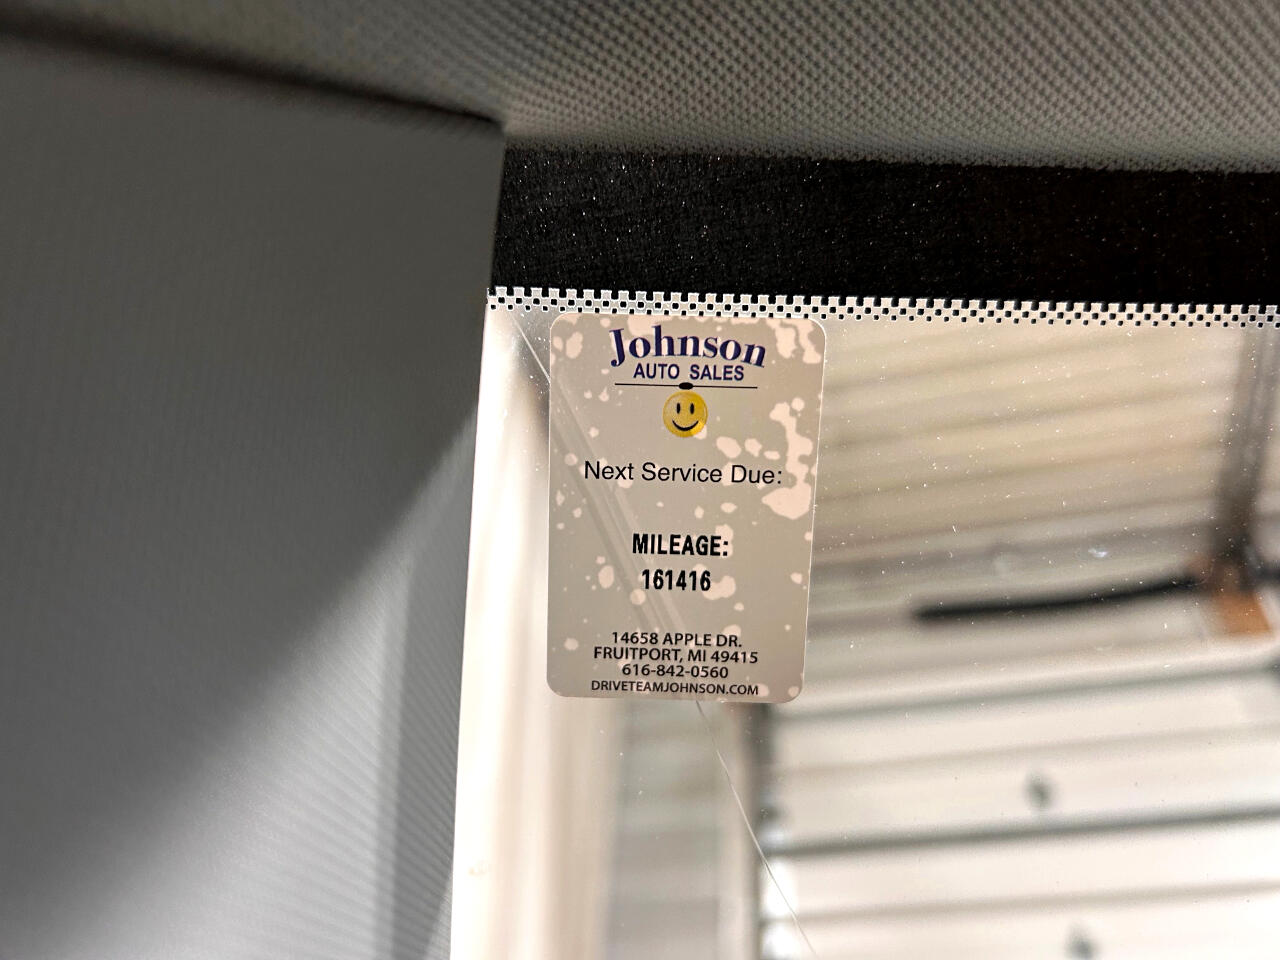 Johnson
AUTO SALES
Next Service Due:
MILEAGE:
161416
14658 APPLE DR.
FRUITPORT, MI 49415
616-842-0560
DRIVETEAMJOHNSON.COM